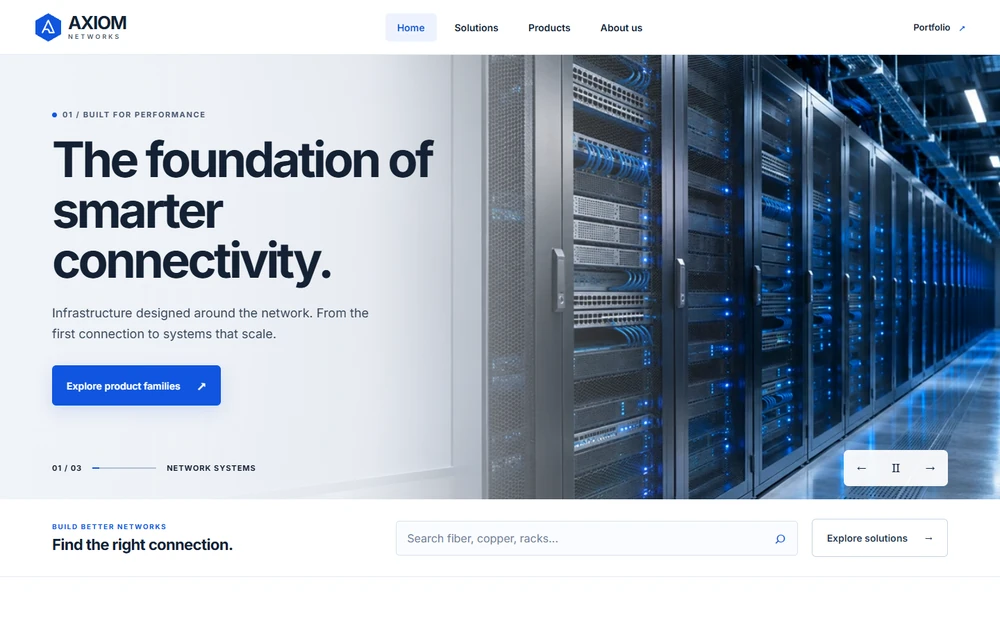 AXIOM
NETWORKS
Home
Solutions
Products
About us
Portfolio ↗
01 / BUILT FOR PERFORMANCE
The foundation of
smarter
connectivity.
Infrastructure designed around the network. From the
first connection to systems that scale.
Explore product families ↗
01 / 03
NETWORK SYSTEMS
← II →
BUILD BETTER NETWORKS
Find the right connection.
Search fiber, copper, racks...
Explore solutions →